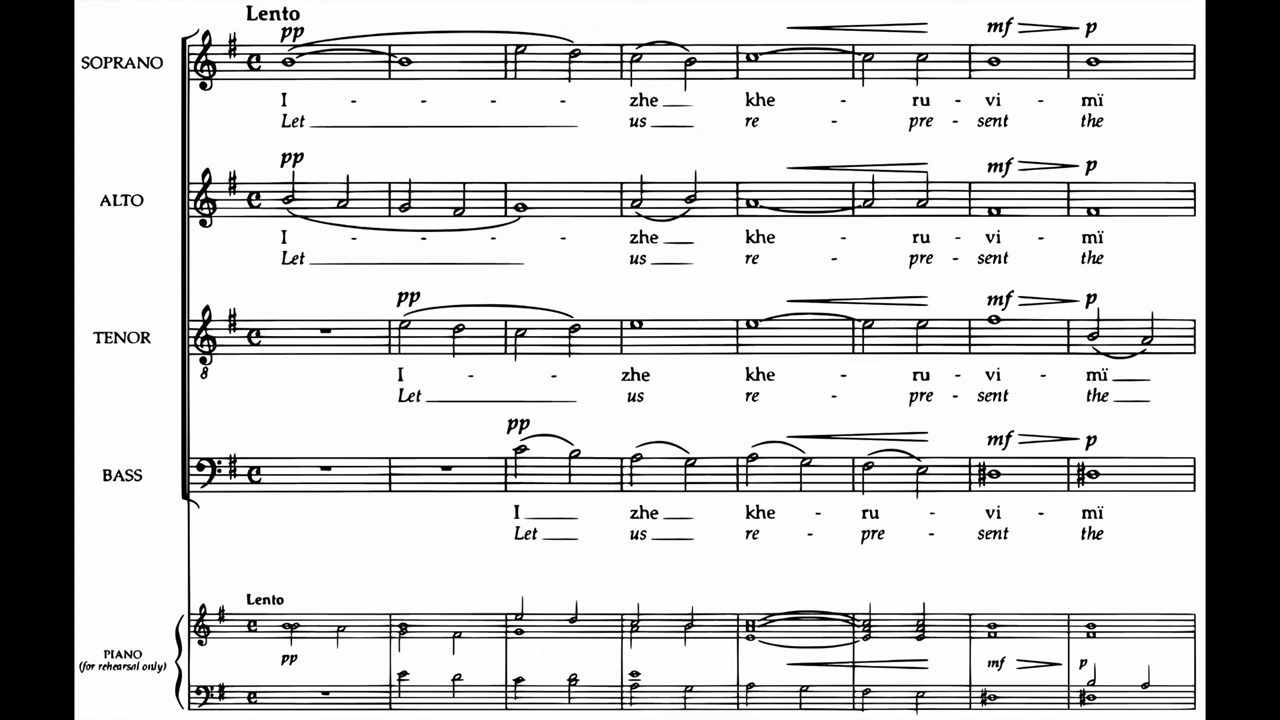 Lento
pp mf p
SOPRANO
I - - - - zhe khe - ru - vi - mï
Let us re - pre - sent the
pp mf p
ALTO
I - - - - zhe khe - ru - vi - mï
Let us re - pre - sent the
pp mf p
TENOR
8
I - - zhe khe - ru - vi - mï
Let us re - pre - sent the
pp mf p
BASS
I zhe khe - ru - vi - mï
Let us re - pre - sent the
Lento
PIANO
(for rehearsal only)
pp mf p